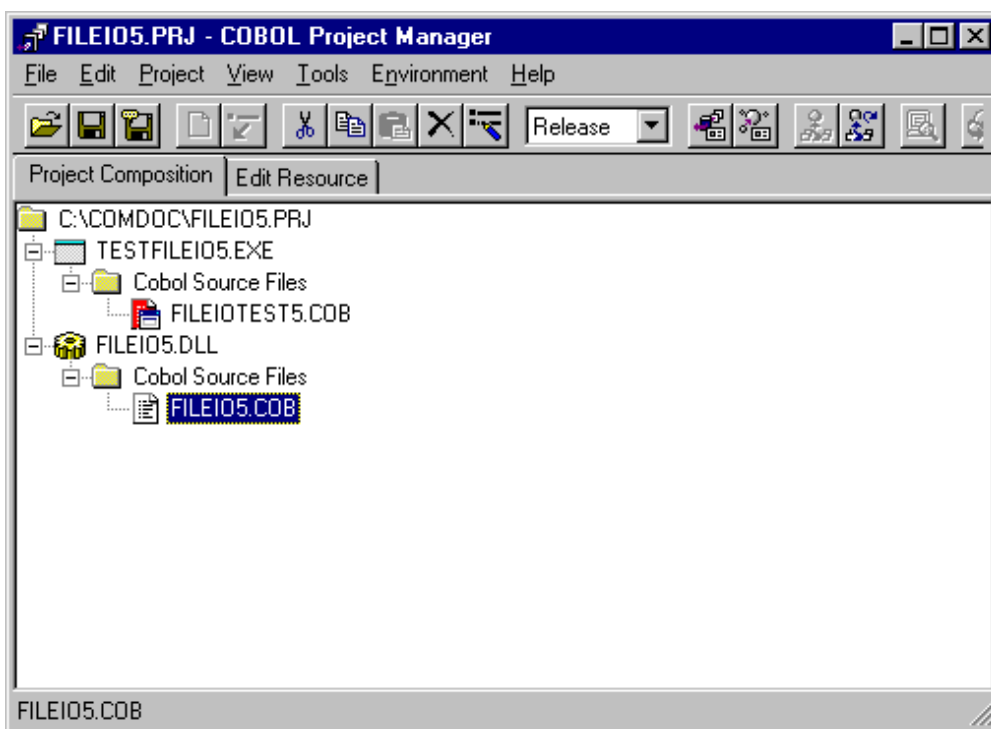 FILEIO5.PRJ - COBOL Project Manager
File Edit Project View Tools Environment Help
Release
Project Composition Edit Resource
C:\COMDOC\FILEIO5.PRJ
TESTFILEIO5.EXE
Cobol Source Files
FILEIOTEST5.COB
FILEIO5.DLL
Cobol Source Files
FILEIO5.COB
FILEIO5.COB